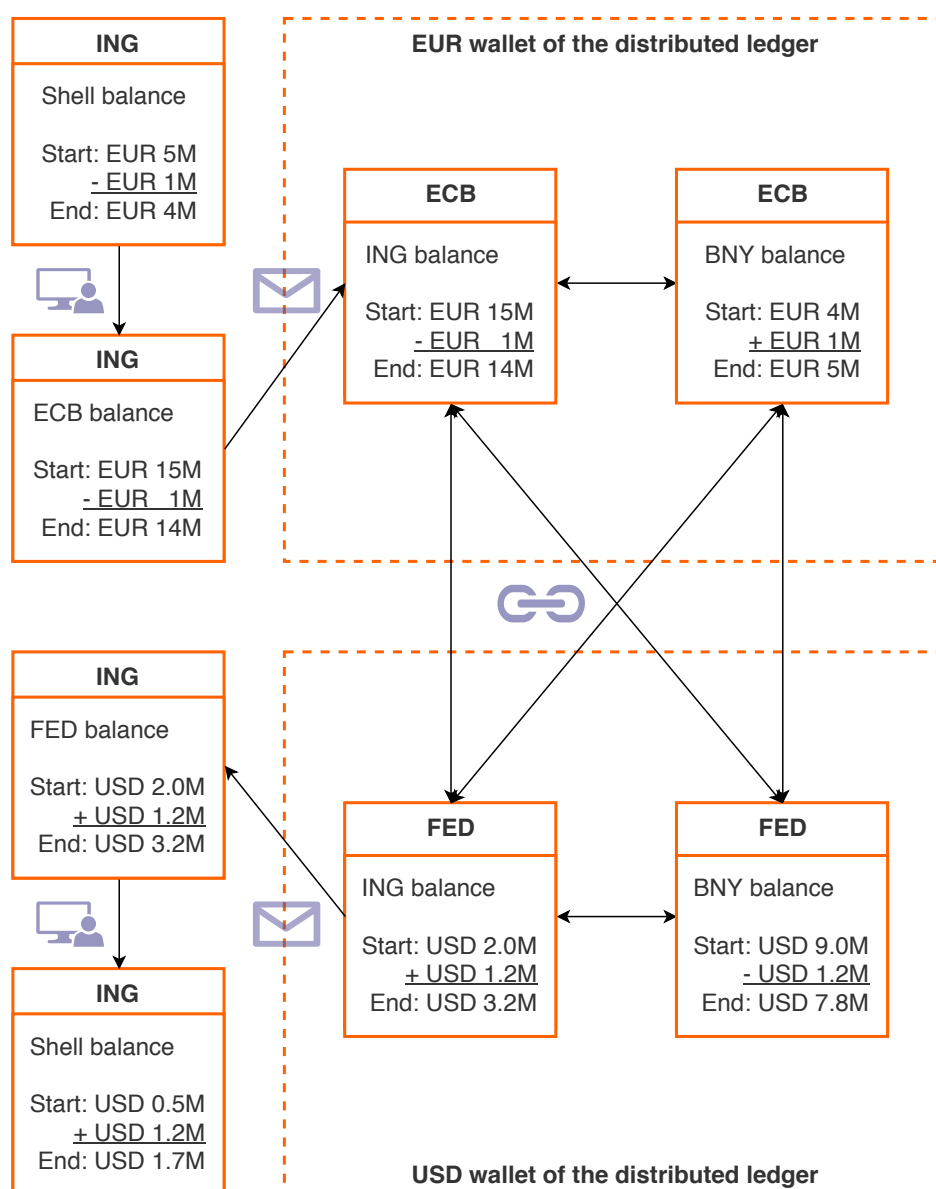 ING
Shell balance
Start: EUR 5M
- EUR 1M
End: EUR 4M
EUR wallet of the distributed ledger
ECB
ING balance
Start: EUR 15M
- EUR 1M
End: EUR 14M
ECB
BNY balance
Start: EUR 4M
+ EUR 1M
End: EUR 5M
ING
ECB balance
Start: EUR 15M
- EUR 1M
End: EUR 14M
ING
FED balance
Start: USD 2.0M
+ USD 1.2M
End: USD 3.2M
FED
ING balance
Start: USD 2.0M
+ USD 1.2M
End: USD 3.2M
FED
BNY balance
Start: USD 9.0M
- USD 1.2M
End: USD 7.8M
ING
Shell balance
Start: USD 0.5M
+ USD 1.2M
End: USD 1.7M
USD wallet of the distributed ledger